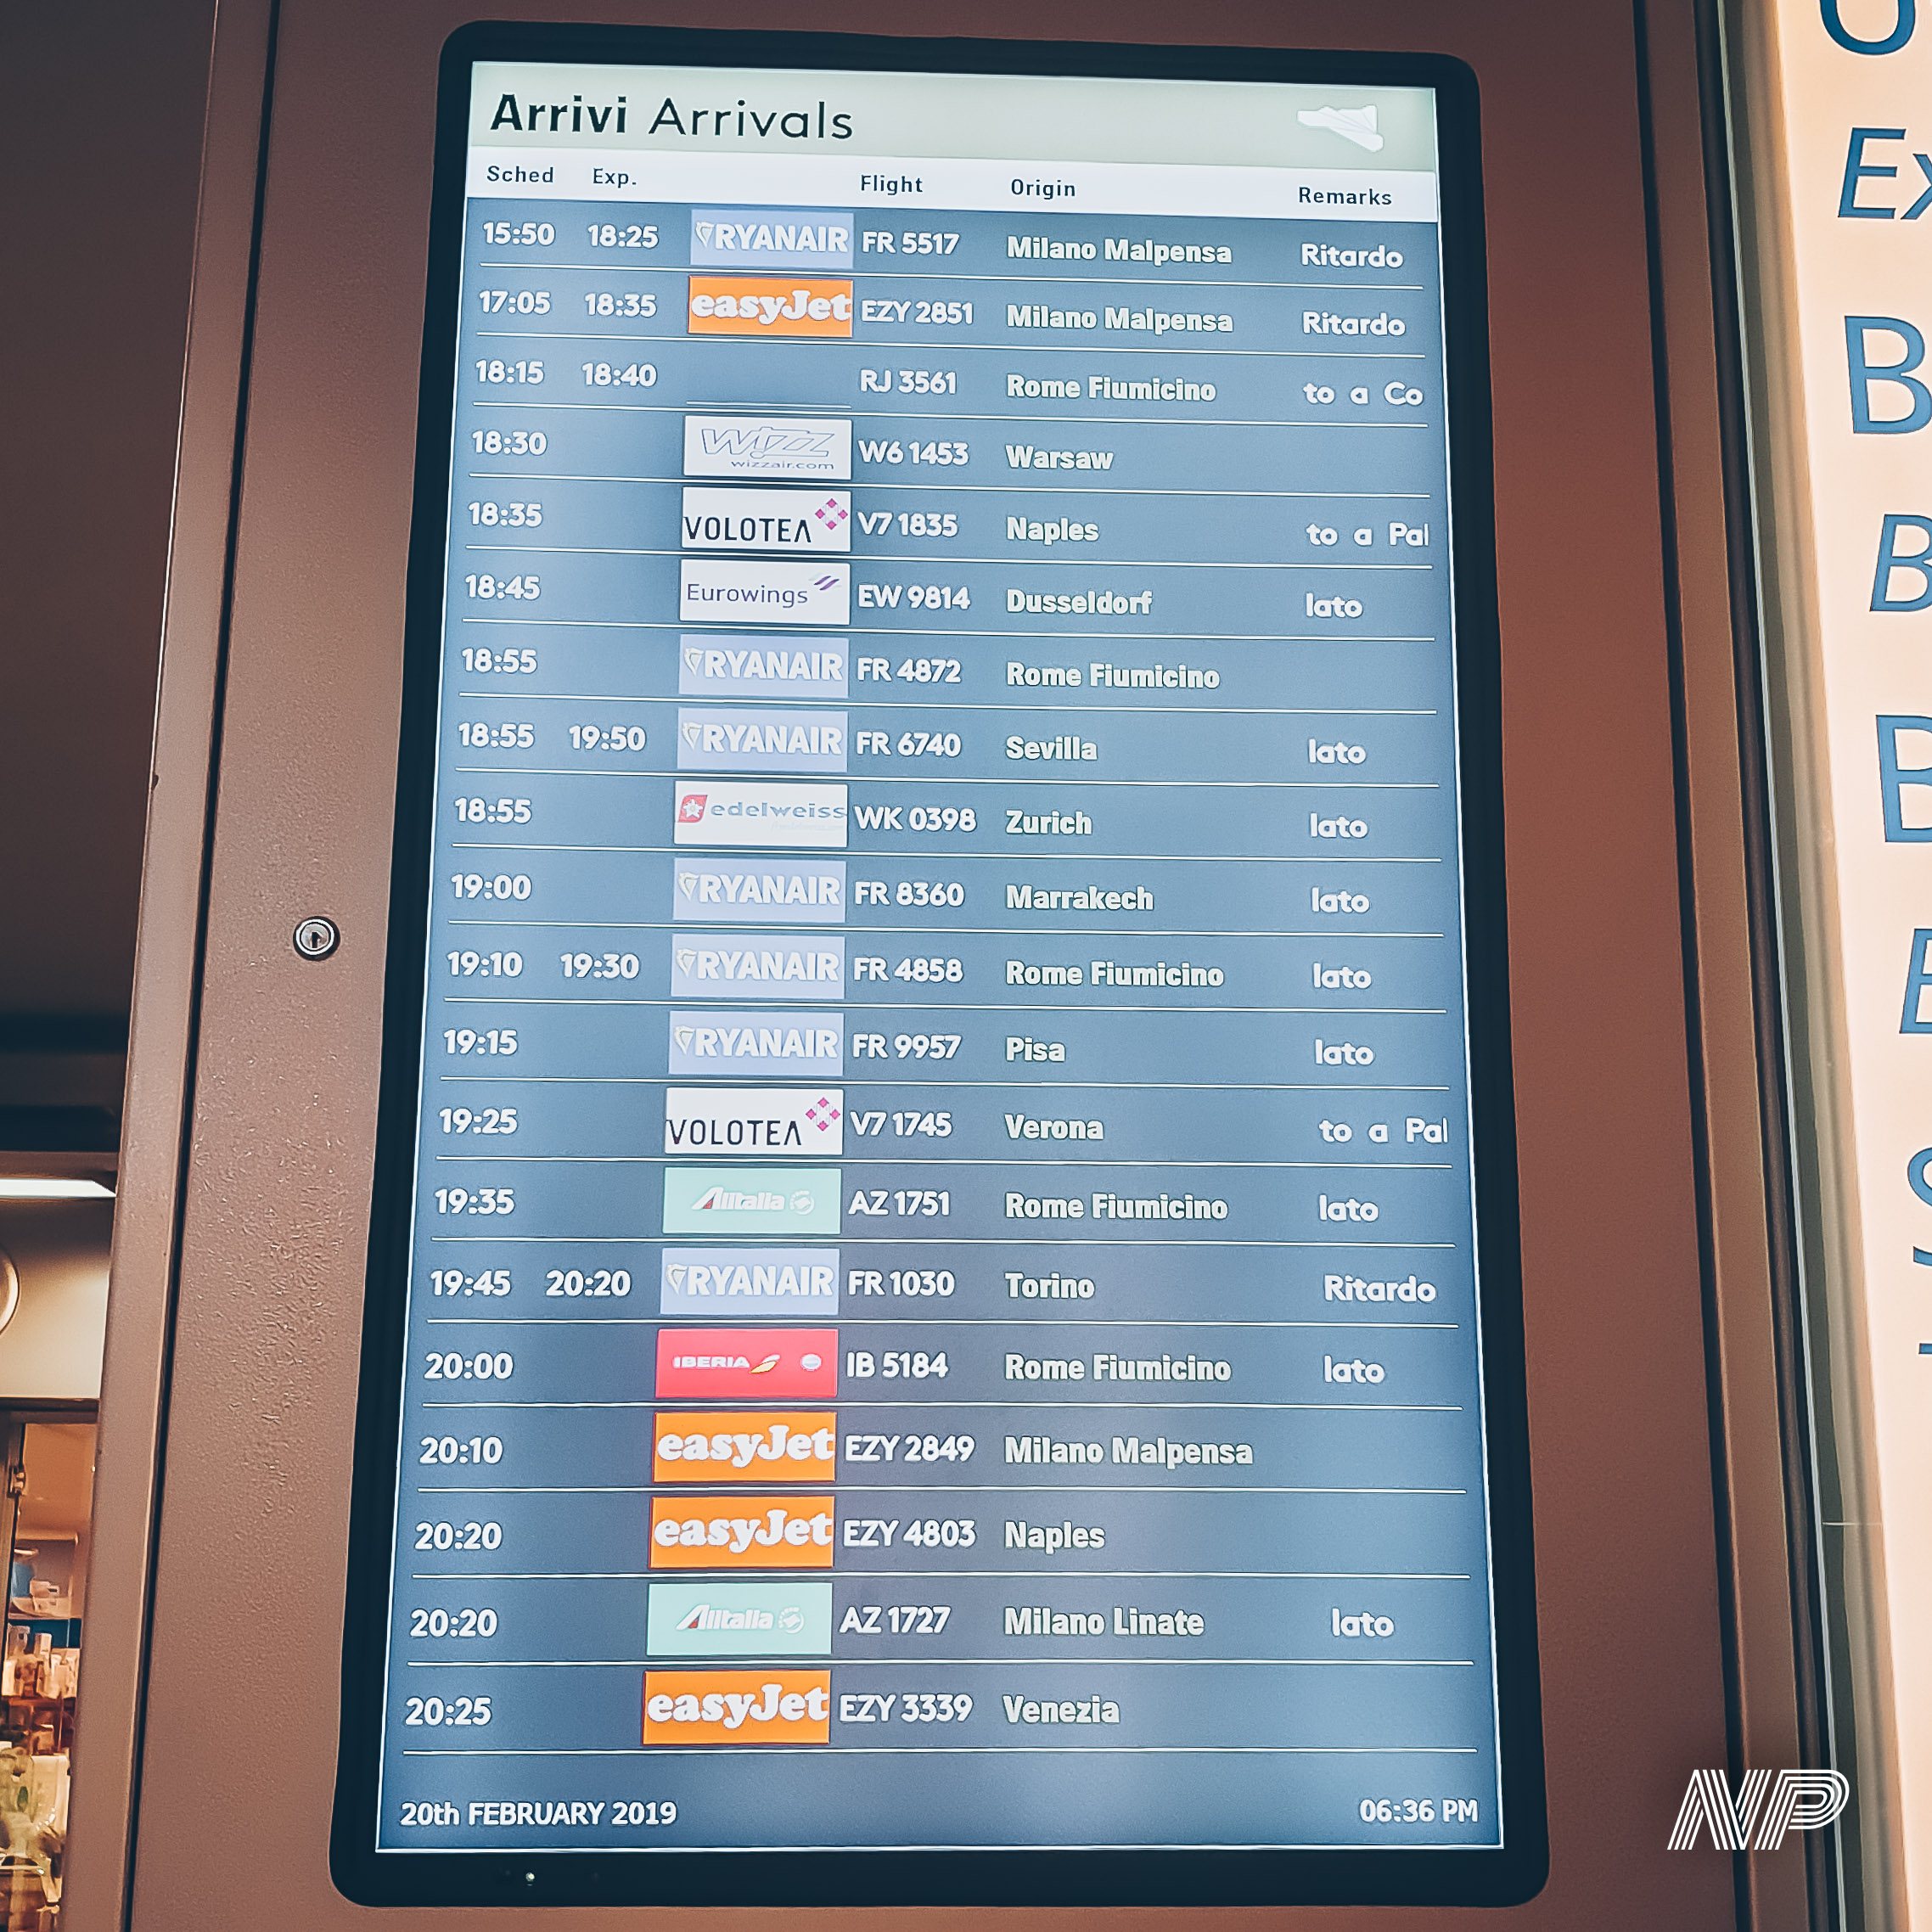 Arrivi Arrivals
Sched Exp. Flight Origin Remarks
15:50 18:25 RYANAIR FR 5517 Milano Malpensa Ritardo
17:05 18:35 easyJet EZY 2851 Milano Malpensa Ritardo
18:15 18:40 RJ 3561 Rome Fiumicino to a Co
18:30 Wizz wizzair.com W6 1453 Warsaw
18:35 VOLOTEA V7 1835 Naples to a Pal
18:45 Eurowings EW 9814 Dusseldorf lato
18:55 RYANAIR FR 4872 Rome Fiumicino
18:55 19:50 RYANAIR FR 6740 Sevilla lato
18:55 edelweiss WK 0398 Zurich lato
19:00 RYANAIR FR 8360 Marrakech lato
19:10 19:30 RYANAIR FR 4858 Rome Fiumicino lato
19:15 RYANAIR FR 9957 Pisa lato
19:25 VOLOTEA V7 1745 Verona to a Pal
19:35 Alitalia AZ 1751 Rome Fiumicino lato
19:45 20:20 RYANAIR FR 1030 Torino Ritardo
20:00 IBERIA IB 5184 Rome Fiumicino lato
20:10 easyJet EZY 2849 Milano Malpensa
20:20 easyJet EZY 4803 Naples
20:20 Alitalia AZ 1727 Milano Linate lato
20:25 easyJet EZY 3339 Venezia
20th FEBRUARY 2019 06:36 PM
NP